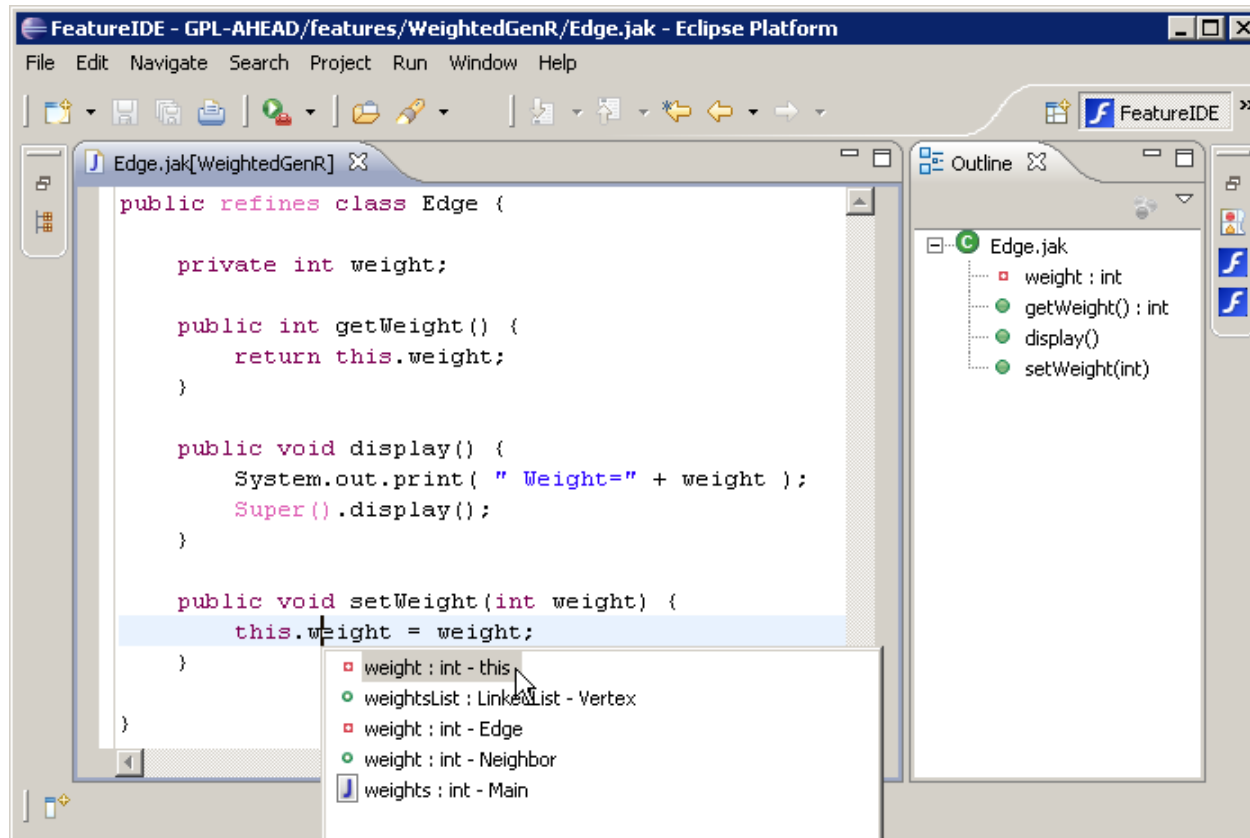 FeatureIDE - GPL-AHEAD/features/WeightedGenR/Edge.jak - Eclipse Platform
File Edit Navigate Search Project Run Window Help
FeatureIDE
Edge.jak[WeightedGenR]
Outline
public refines class Edge {
private int weight;
public int getWeight() {
return this.weight;
}
public void display() {
System.out.print( " Weight=" + weight );
Super().display();
}
public void setWeight(int weight) {
this.weight = weight;
}
}
weight : int - this
weightsList : LinkedList - Vertex
weight : int - Edge
weight : int - Neighbor
weights : int - Main
Edge.jak
weight : int
getWeight() : int
display()
setWeight(int)